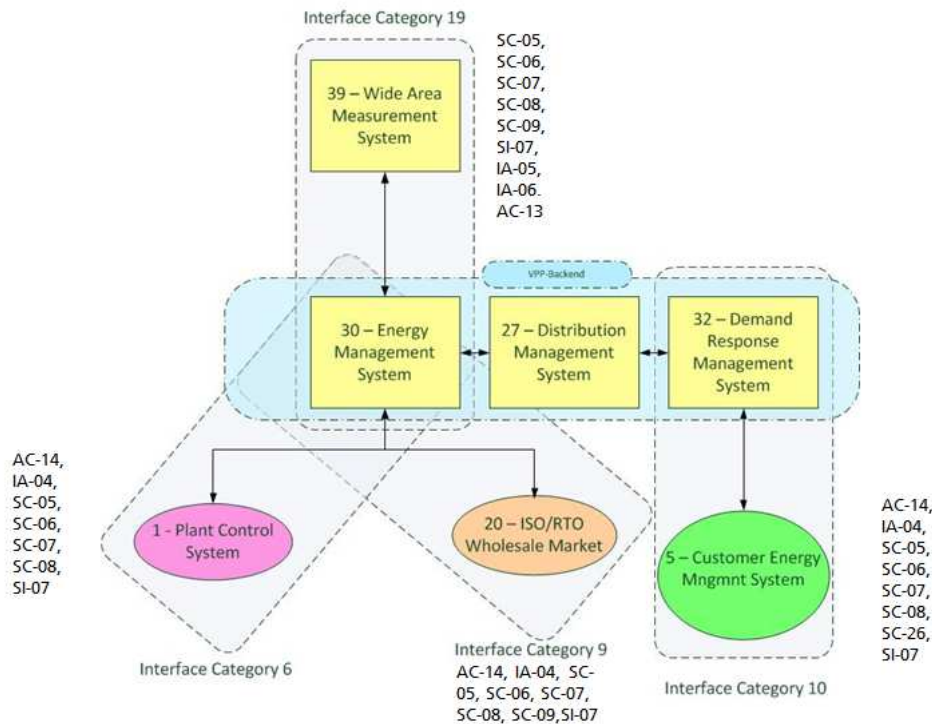 Interface Category 19
39 – Wide Area
Measurement
System
SC-05,
SC-06,
SC-07,
SC-08,
SC-09,
SI-07,
IA-05,
IA-06.
AC-13
VPP-Backend
30 – Energy
Management
System
27 – Distribution
Management
System
32 – Demand
Response
Management
System
AC-14,
IA-04,
SC-05,
SC-06,
SC-07,
SC-08,
SI-07
1 - Plant Control
System
20 – ISO/RTO
Wholesale Market
5 – Customer Energy
Mngmnt System
AC-14,
IA-04,
SC-05,
SC-06,
SC-07,
SC-08,
SC-26,
SI-07
Interface Category 6
Interface Category 9
AC-14, IA-04, SC-
05, SC-06, SC-07,
SC-08, SC-09,SI-07
Interface Category 10